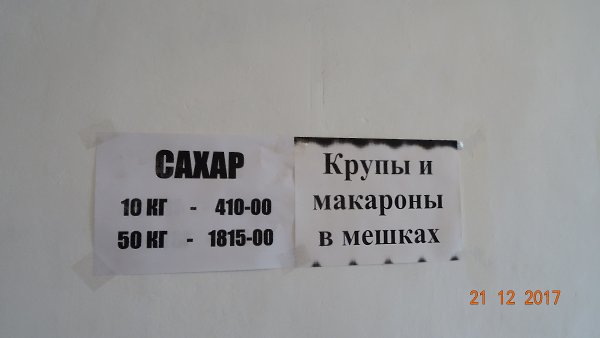 САХАР
10 КГ - 410-00
50 КГ - 1815-00
Крупы и
макароны
в мешках
21 12 2017